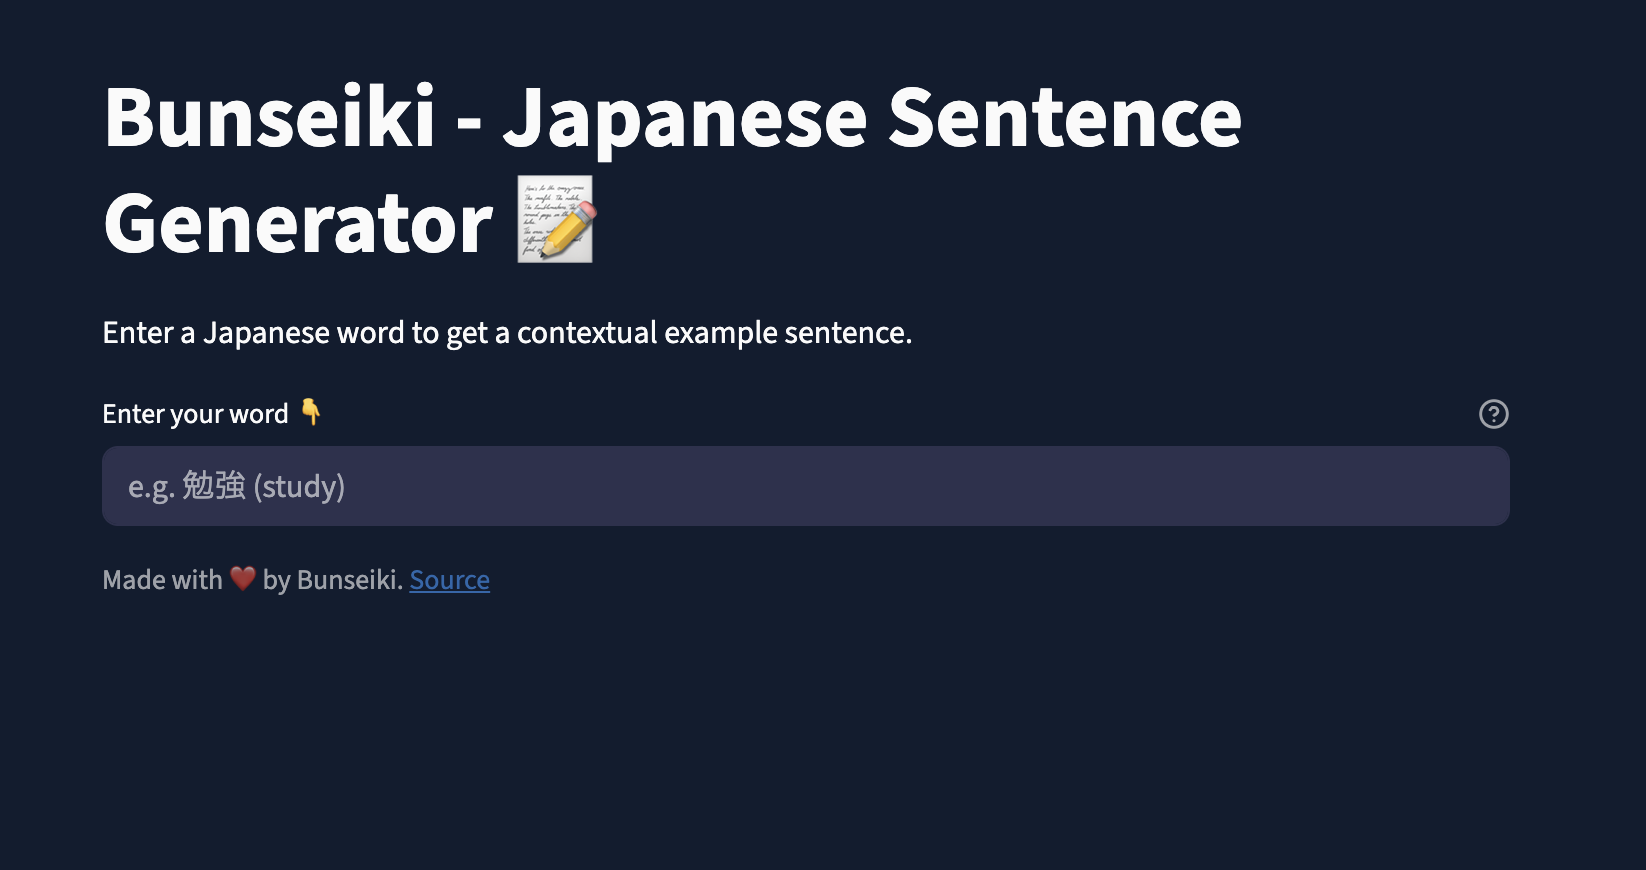 Bunseiki - Japanese Sentence
Generator 📝
Enter a Japanese word to get a contextual example sentence.
Enter your word 👇
e.g. 勉強 (study)
Made with ❤️ by Bunseiki. Source